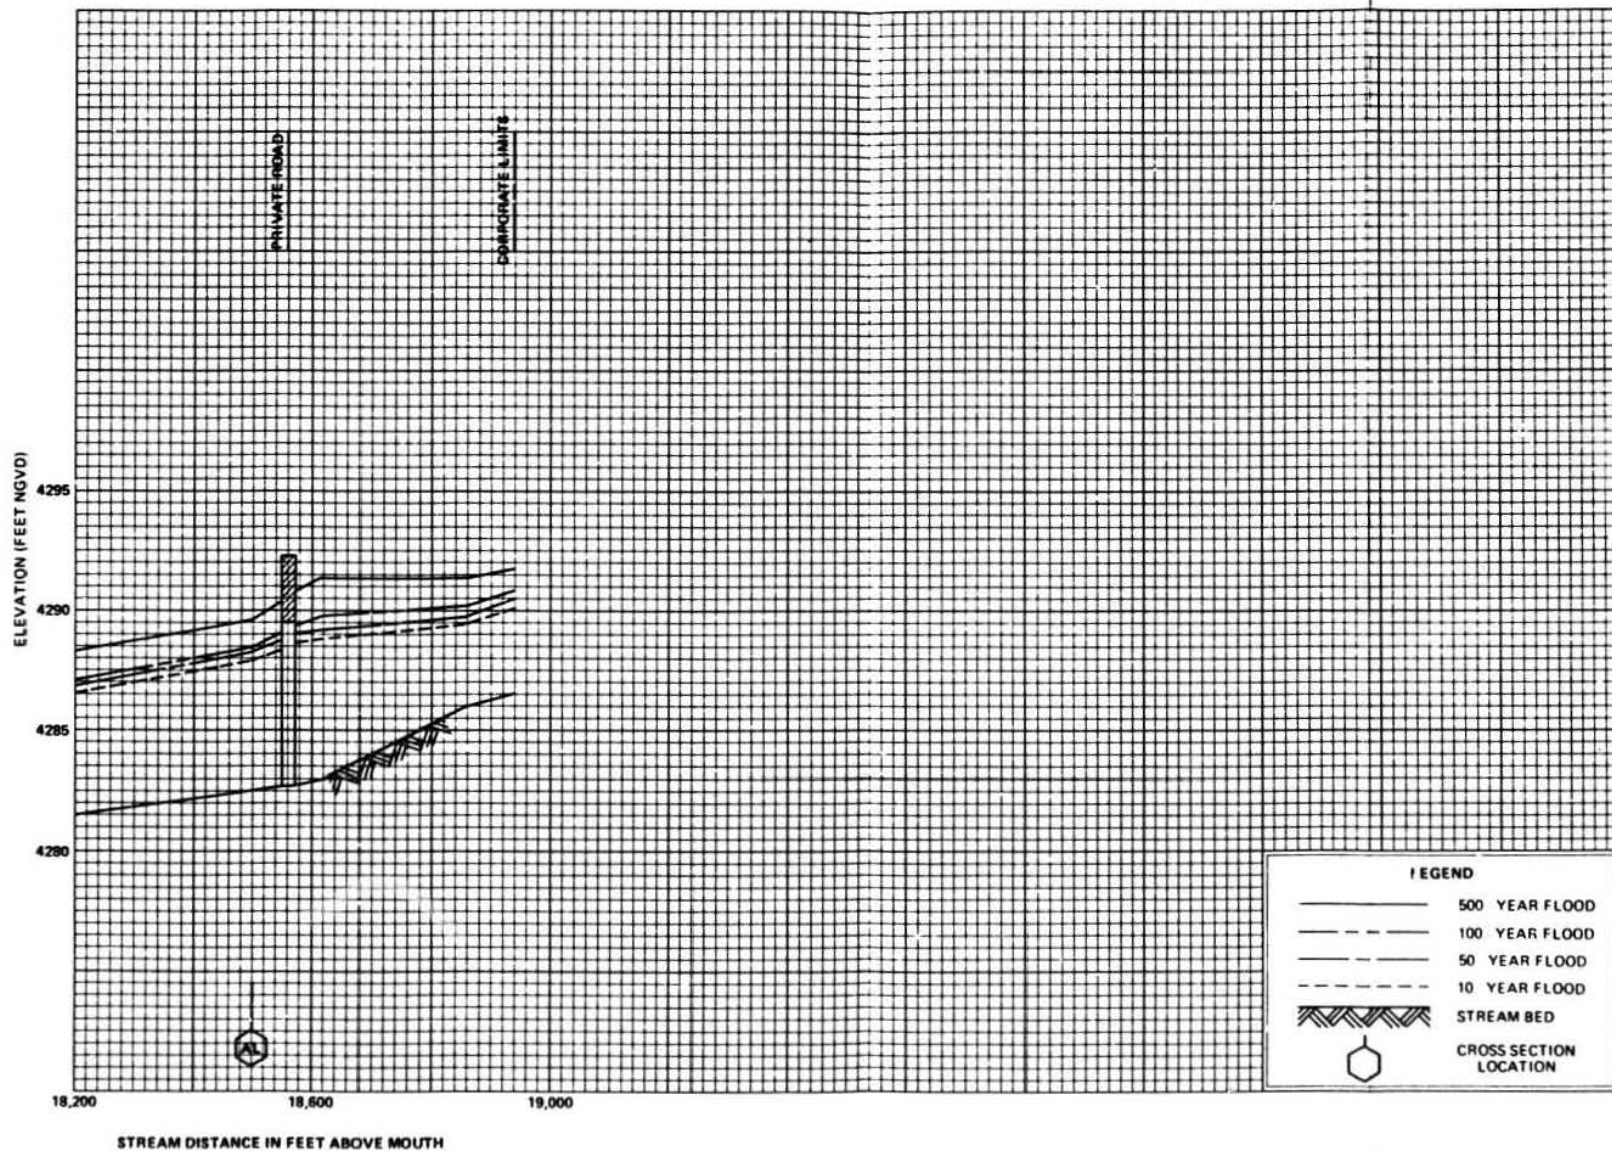 PRIVATE ROAD
CORPORATE LIMITS
ELEVATION (FEET NGVD)
4295
4290
4285
4280
AL
18,200
18,600
19,000
STREAM DISTANCE IN FEET ABOVE MOUTH
LEGEND
500 YEAR FLOOD
100 YEAR FLOOD
50 YEAR FLOOD
10 YEAR FLOOD
STREAM BED
CROSS SECTION
LOCATION